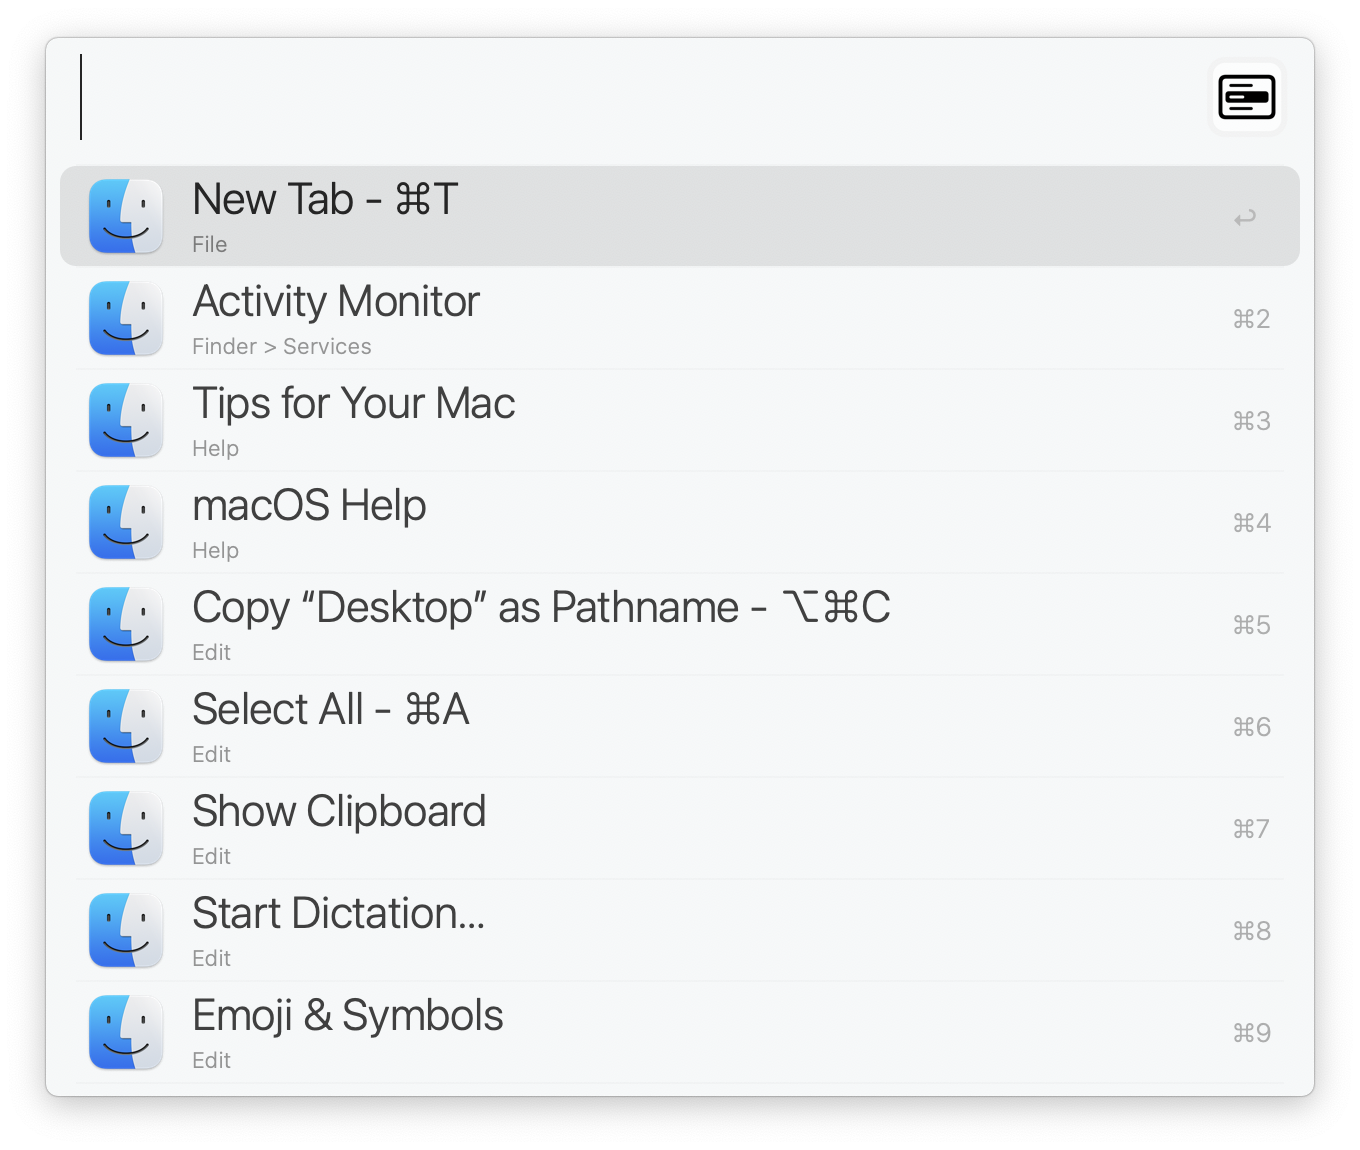 New Tab - ⌘T
File
↩
Activity Monitor
Finder > Services
⌘2
Tips for Your Mac
Help
⌘3
macOS Help
Help
⌘4
Copy “Desktop” as Pathname - ⌥⌘C
Edit
⌘5
Select All - ⌘A
Edit
⌘6
Show Clipboard
Edit
⌘7
Start Dictation...
Edit
⌘8
Emoji & Symbols
Edit
⌘9